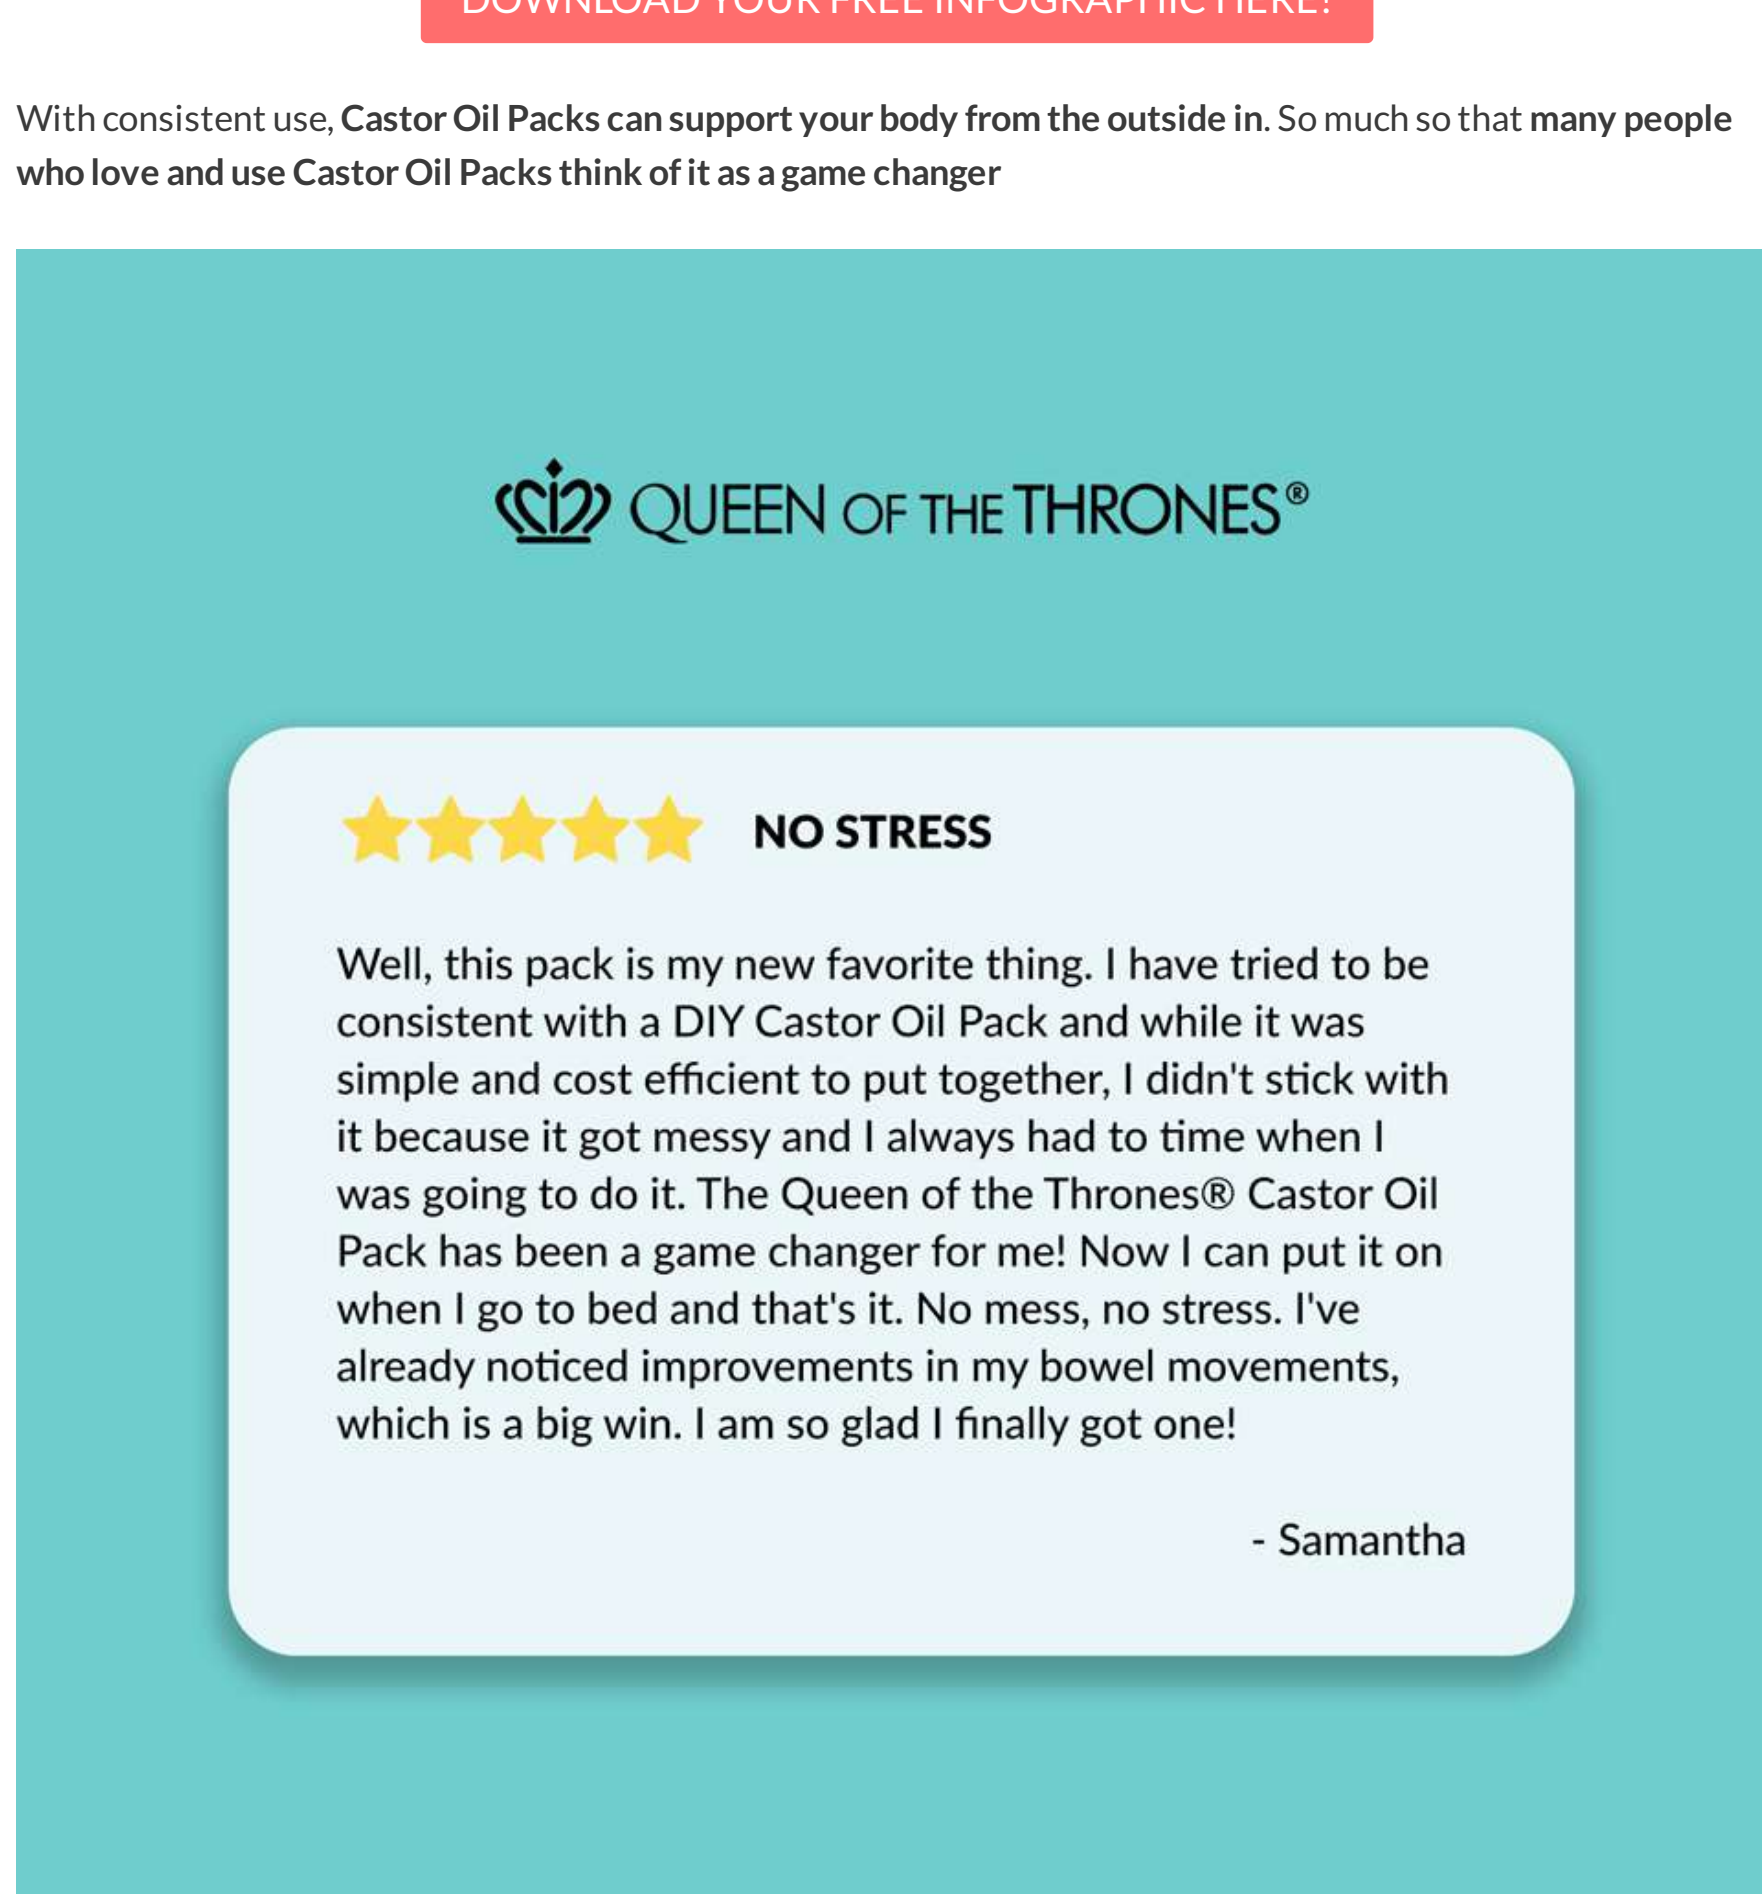 DOWNLOAD YOUR FREE INFOGRAPHIC HERE!
With consistent use, Castor Oil Packs can support your body from the outside in. So much so that many people
who love and use Castor Oil Packs think of it as a game changer
QUEEN OF THE THRONES®
NO STRESS
Well, this pack is my new favorite thing. I have tried to be
consistent with a DIY Castor Oil Pack and while it was
simple and cost efficient to put together, I didn't stick with
it because it got messy and I always had to time when I
was going to do it. The Queen of the Thrones® Castor Oil
Pack has been a game changer for me! Now I can put it on
when I go to bed and that's it. No mess, no stress. I've
already noticed improvements in my bowel movements,
which is a big win. I am so glad I finally got one!
- Samantha